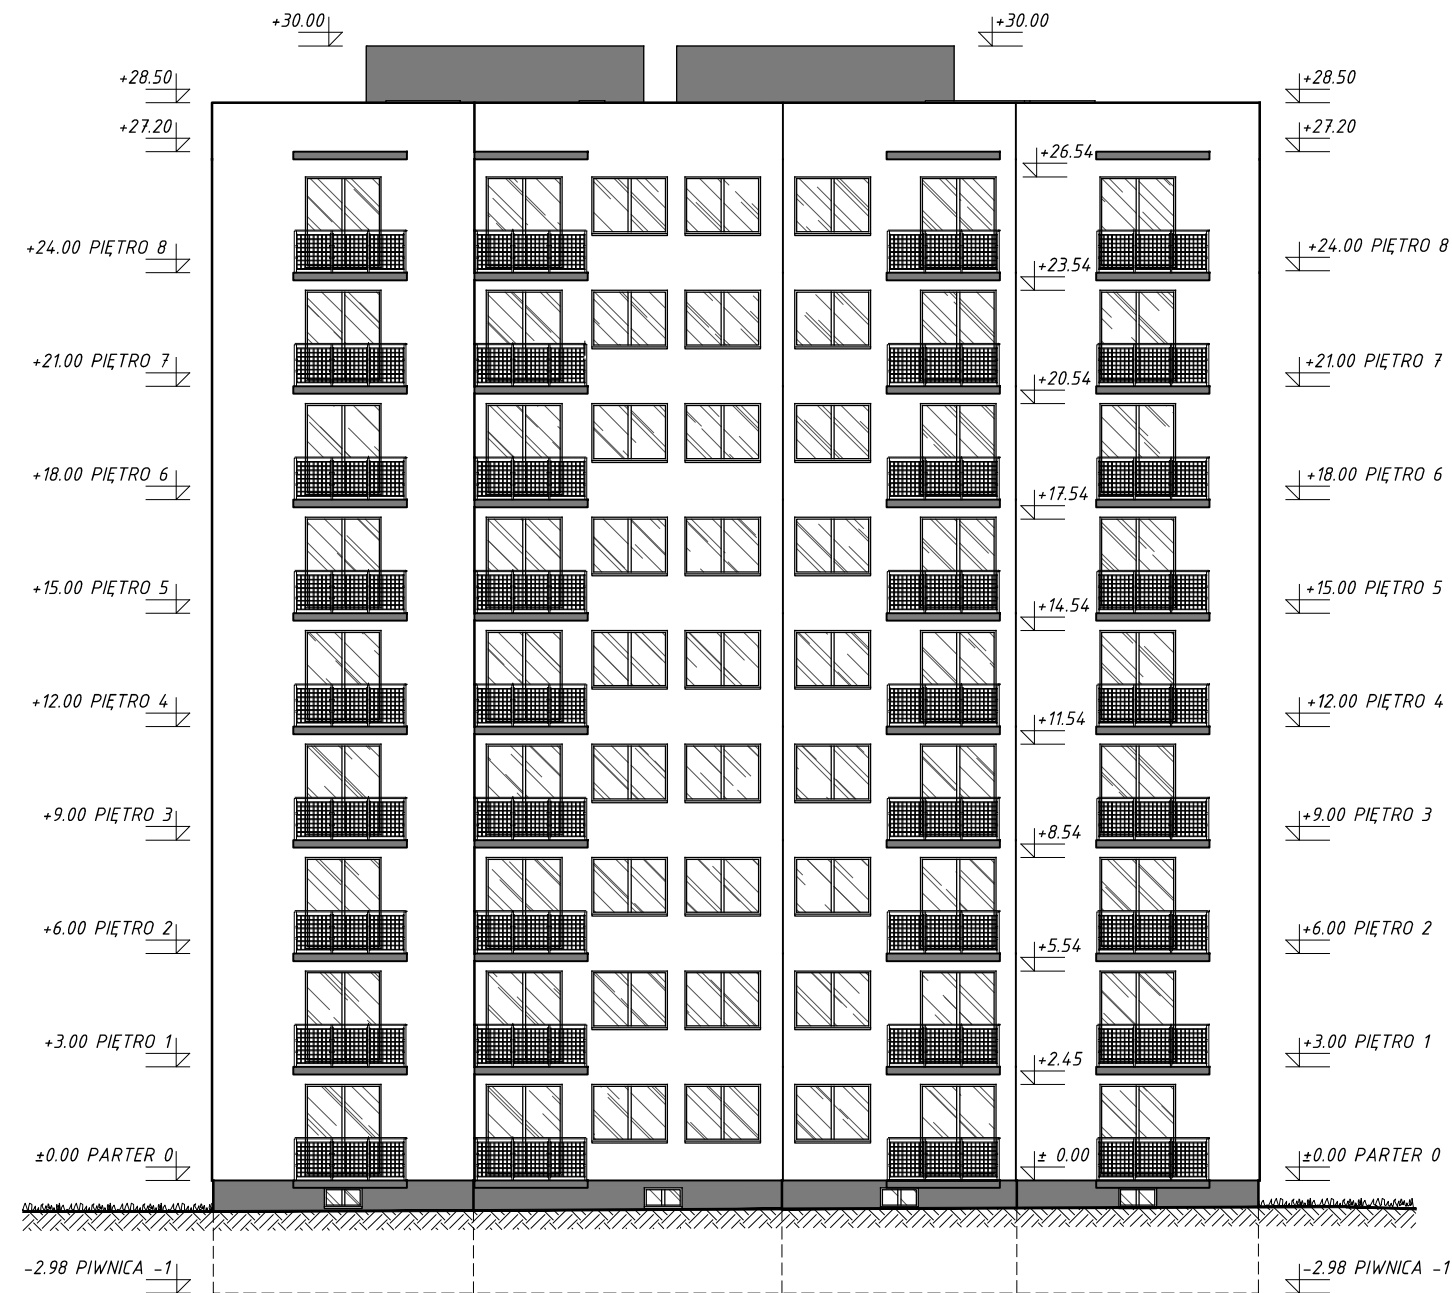 +30.00 +30.00
+28.50 +28.50
+27.20 +27.20
+26.54
+24.00 PIĘTRO 8 +24.00 PIĘTRO 8
+23.54
+21.00 PIĘTRO 7 +21.00 PIĘTRO 7
+20.54
+18.00 PIĘTRO 6 +18.00 PIĘTRO 6
+17.54
+15.00 PIĘTRO 5 +15.00 PIĘTRO 5
+14.54
+12.00 PIĘTRO 4 +12.00 PIĘTRO 4
+11.54
+9.00 PIĘTRO 3 +9.00 PIĘTRO 3
+8.54
+6.00 PIĘTRO 2 +6.00 PIĘTRO 2
+5.54
+3.00 PIĘTRO 1 +3.00 PIĘTRO 1
+2.45
±0.00 PARTER 0 ± 0.00 ±0.00 PARTER 0
-2.98 PIWNICA -1 -2.98 PIWNICA -1